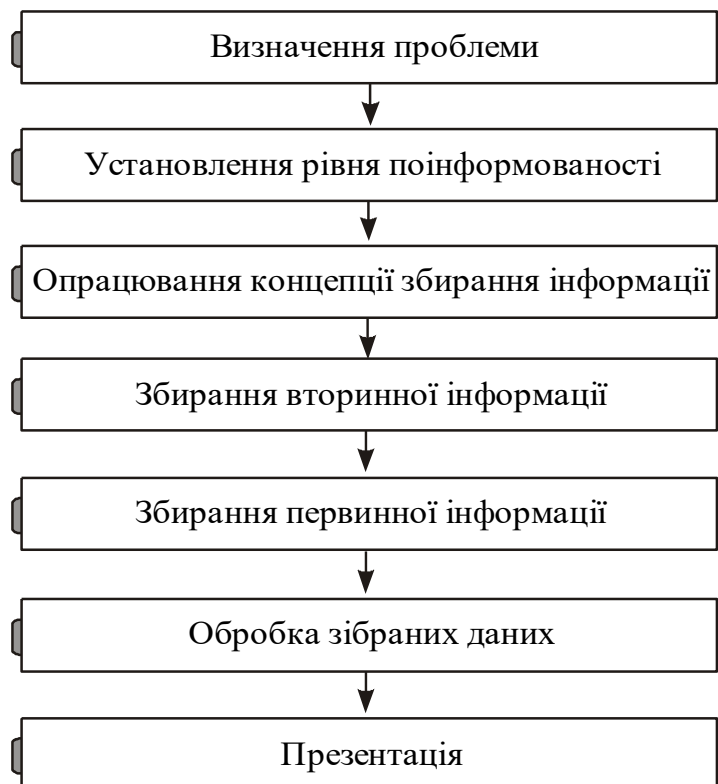 Визначення проблеми
Установлення рівня поінформованості
Опрацювання концепції збирання інформації
Збирання вторинної інформації
Збирання первинної інформації
Обробка зібраних даних
Презентація